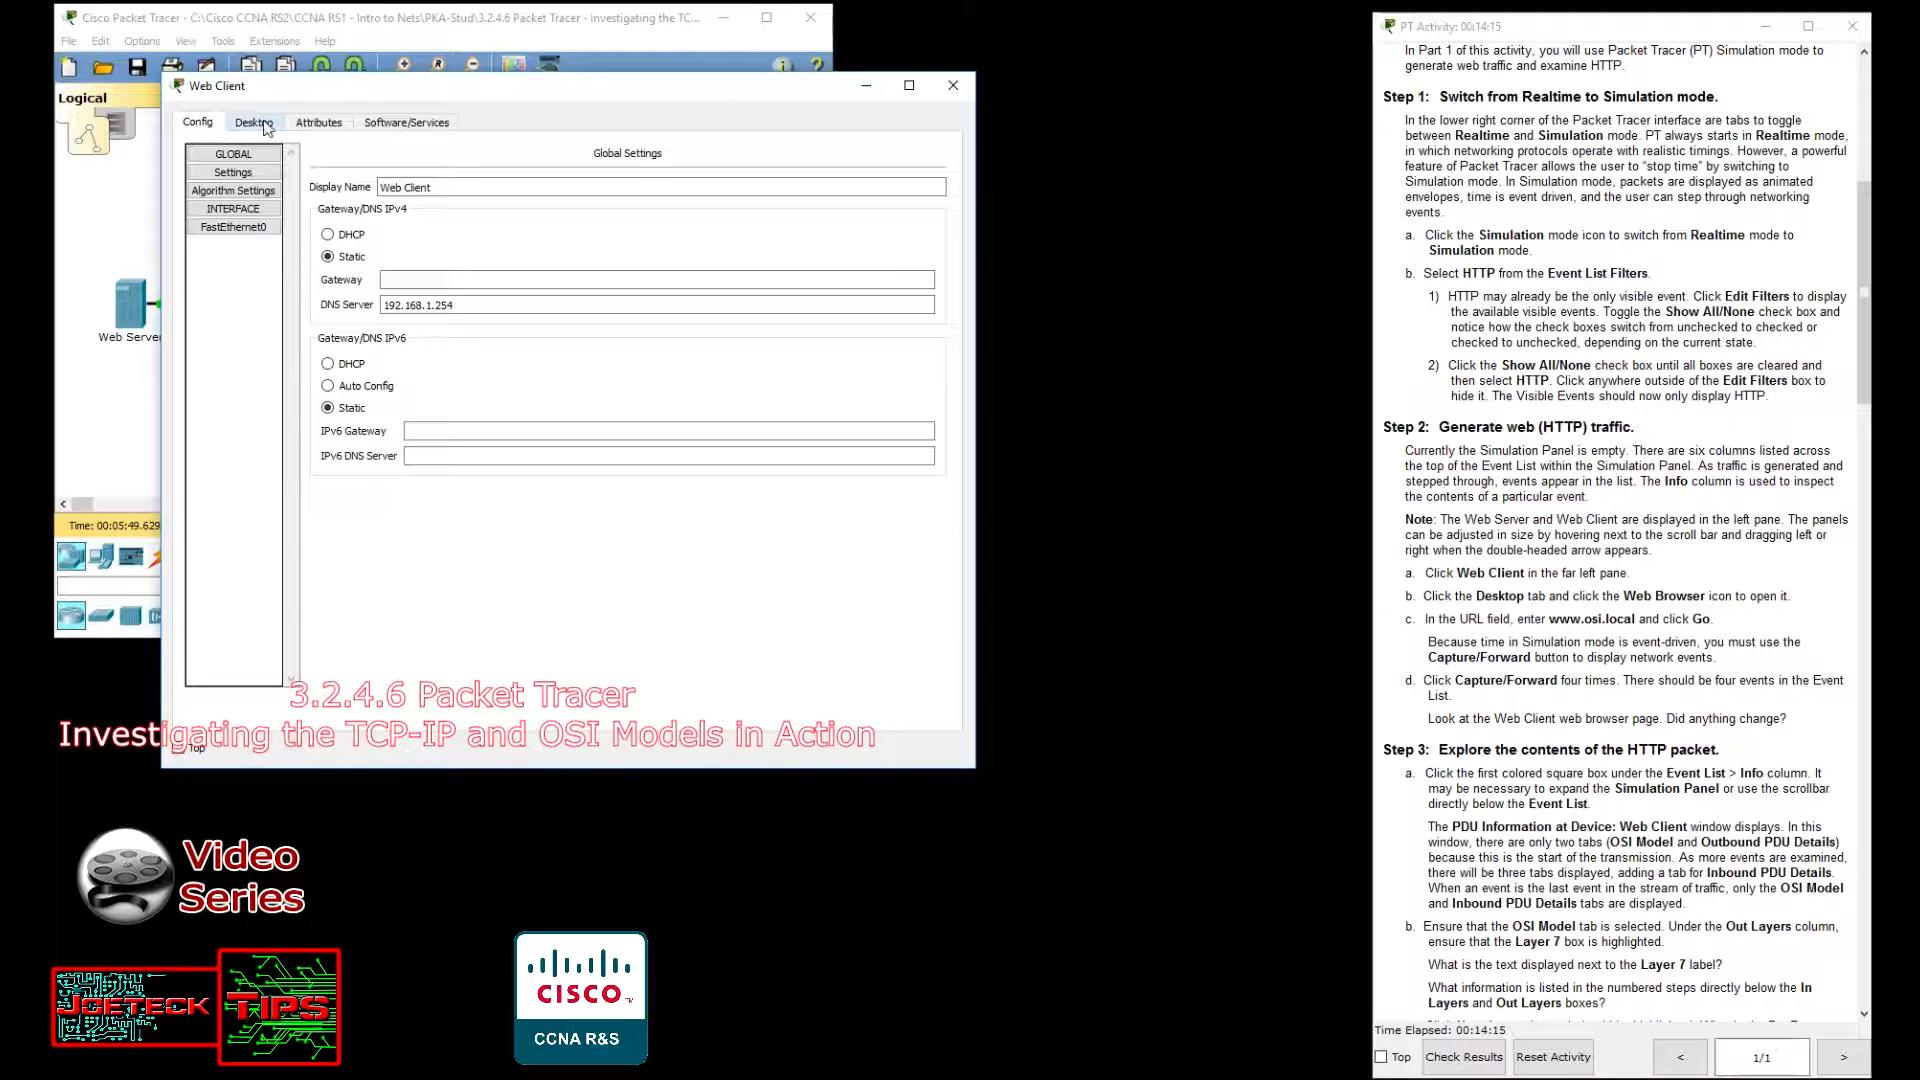 Cisco Packet Tracer - C:\Cisco CCNA RS2\CCNA RS1 - Intro to Nets\PKA-Stud\3.2.4.6 Packet Tracer - Investigating the TC...
File Edit Options View Tools Extensions Help
Logical
Web Server
Time: 00:05:49.629
Web Client
Config Desktop Attributes Software/Services
GLOBAL
Settings
Algorithm Settings
INTERFACE
FastEthernet0
Global Settings
Display Name Web Client
Gateway/DNS IPv4
DHCP
Static
Gateway
DNS Server 192.168.1.254
Gateway/DNS IPv6
DHCP
Auto Config
Static
IPv6 Gateway
IPv6 DNS Server
Top
3.2.4.6 Packet Tracer
Investigating the TCP-IP and OSI Models in Action
Video
Series
JOETECK
TIPS
CISCO
CCNA R&S
PT Activity: 00:14:15
In Part 1 of this activity, you will use Packet Tracer (PT) Simulation mode to
generate web traffic and examine HTTP.
Step 1: Switch from Realtime to Simulation mode.
In the lower right corner of the Packet Tracer interface are tabs to toggle
between Realtime and Simulation mode. PT always starts in Realtime mode,
in which networking protocols operate with realistic timings. However, a powerful
feature of Packet Tracer allows the user to “stop time” by switching to
Simulation mode. In Simulation mode, packets are displayed as animated
envelopes, time is event driven, and the user can step through networking
events.
a. Click the Simulation mode icon to switch from Realtime mode to
Simulation mode.
b. Select HTTP from the Event List Filters.
1) HTTP may already be the only visible event. Click Edit Filters to display
the available visible events. Toggle the Show All/None check box and
notice how the check boxes switch from unchecked to checked or
checked to unchecked, depending on the current state.
2) Click the Show All/None check box until all boxes are cleared and
then select HTTP. Click anywhere outside of the Edit Filters box to
hide it. The Visible Events should now only display HTTP.
Step 2: Generate web (HTTP) traffic.
Currently the Simulation Panel is empty. There are six columns listed across
the top of the Event List within the Simulation Panel. As traffic is generated and
stepped through, events appear in the list. The Info column is used to inspect
the contents of a particular event.
Note: The Web Server and Web Client are displayed in the left pane. The panels
can be adjusted in size by hovering next to the scroll bar and dragging left or
right when the double-headed arrow appears.
a. Click Web Client in the far left pane.
b. Click the Desktop tab and click the Web Browser icon to open it.
c. In the URL field, enter www.osi.local and click Go.
Because time in Simulation mode is event-driven, you must use the
Capture/Forward button to display network events.
d. Click Capture/Forward four times. There should be four events in the Event
List.
Look at the Web Client web browser page. Did anything change?
Step 3: Explore the contents of the HTTP packet.
a. Click the first colored square box under the Event List > Info column. It
may be necessary to expand the Simulation Panel or use the scrollbar
directly below the Event List.
The PDU Information at Device: Web Client window displays. In this
window, there are only two tabs (OSI Model and Outbound PDU Details)
because this is the start of the transmission. As more events are examined,
there will be three tabs displayed, adding a tab for Inbound PDU Details.
When an event is the last event in the stream of traffic, only the OSI Model
and Inbound PDU Details tabs are displayed.
b. Ensure that the OSI Model tab is selected. Under the Out Layers column,
ensure that the Layer 7 box is highlighted.
What is the text displayed next to the Layer 7 label?
What information is listed in the numbered steps directly below the In
Layers and Out Layers boxes?
Time Elapsed: 00:14:15
Top Check Results Reset Activity < 1/1 >